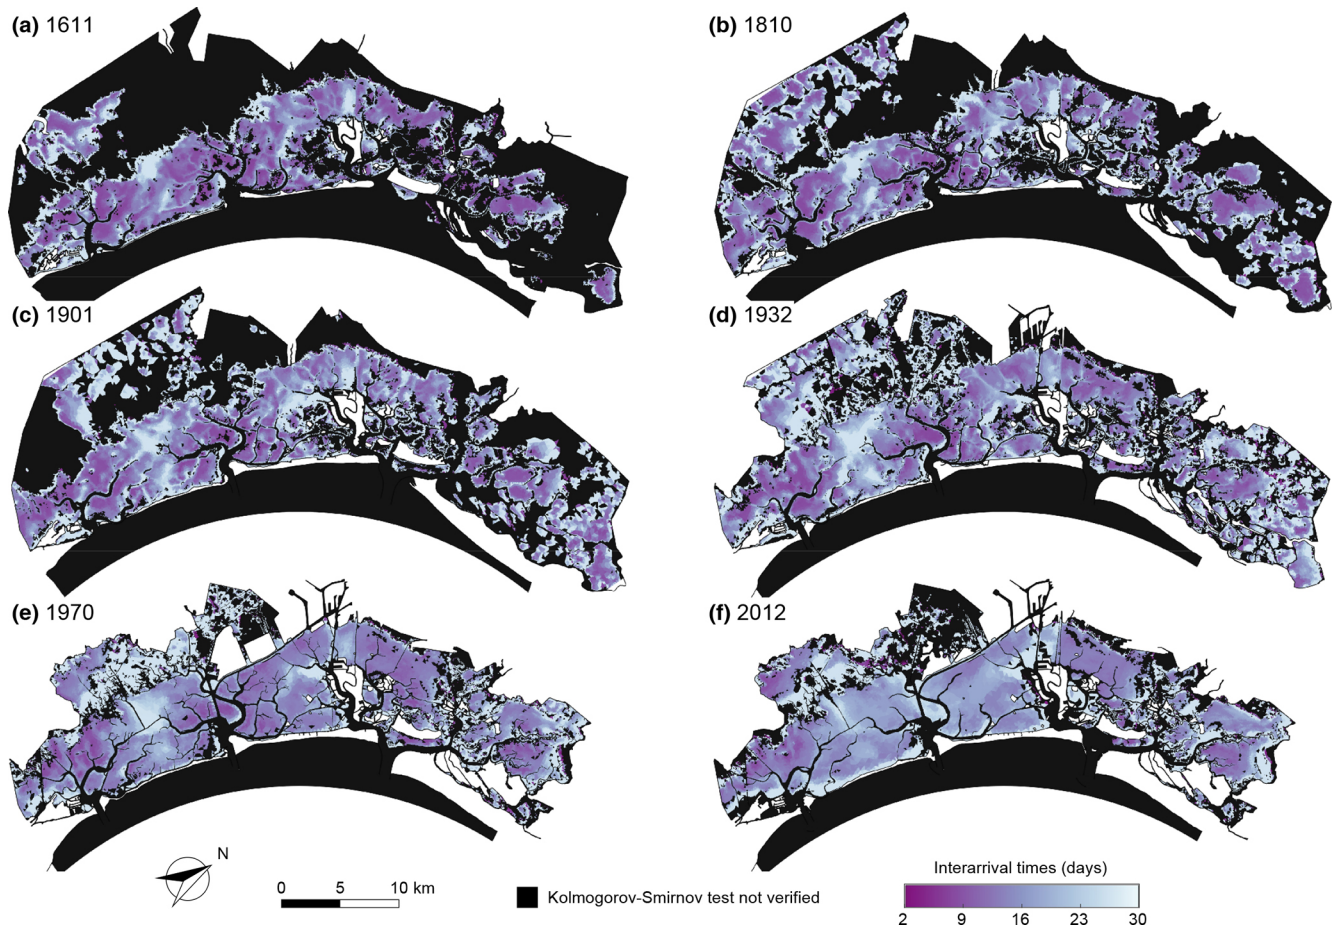 (a) 1611
(b) 1810
(c) 1901
(d) 1932
(e) 1970
(f) 2012
N
0 5 10 km
Kolmogorov-Smirnov test not verified
Interarrival times (days)
2 9 16 23 30